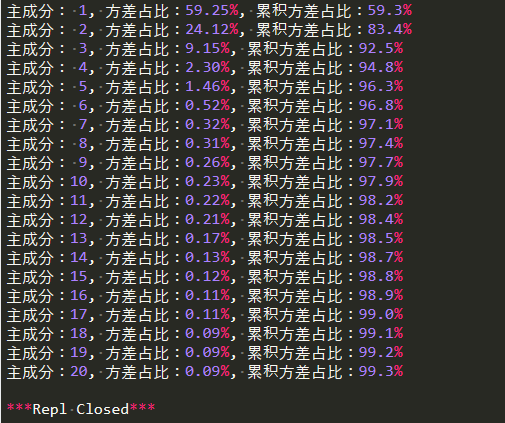 主成分: 1, 方差占比:59.25%, 累积方差占比:59.3%
主成分: 2, 方差占比:24.12%, 累积方差占比:83.4%
主成分: 3, 方差占比:9.15%, 累积方差占比:92.5%
主成分: 4, 方差占比:2.30%, 累积方差占比:94.8%
主成分: 5, 方差占比:1.46%, 累积方差占比:96.3%
主成分: 6, 方差占比:0.52%, 累积方差占比:96.8%
主成分: 7, 方差占比:0.32%, 累积方差占比:97.1%
主成分: 8, 方差占比:0.31%, 累积方差占比:97.4%
主成分: 9, 方差占比:0.26%, 累积方差占比:97.7%
主成分:10, 方差占比:0.23%, 累积方差占比:97.9%
主成分:11, 方差占比:0.22%, 累积方差占比:98.2%
主成分:12, 方差占比:0.21%, 累积方差占比:98.4%
主成分:13, 方差占比:0.17%, 累积方差占比:98.5%
主成分:14, 方差占比:0.13%, 累积方差占比:98.7%
主成分:15, 方差占比:0.12%, 累积方差占比:98.8%
主成分:16, 方差占比:0.11%, 累积方差占比:98.9%
主成分:17, 方差占比:0.11%, 累积方差占比:99.0%
主成分:18, 方差占比:0.09%, 累积方差占比:99.1%
主成分:19, 方差占比:0.09%, 累积方差占比:99.2%
主成分:20, 方差占比:0.09%, 累积方差占比:99.3%
***Repl Closed***